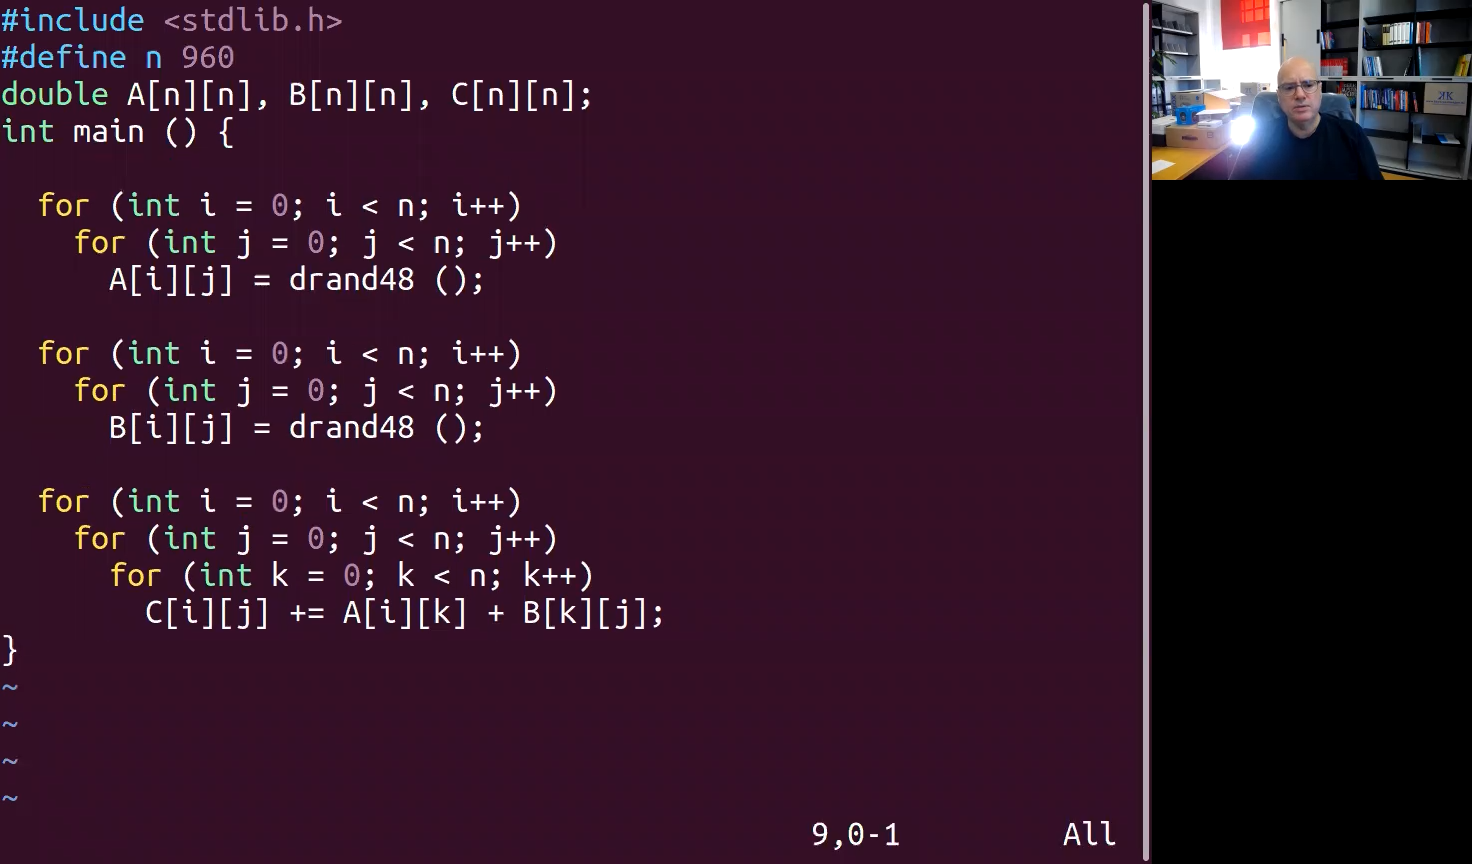 #include <stdlib.h>
#define n 960
double A[n][n], B[n][n], C[n][n];
int main () {
  for (int i = 0; i < n; i++)
    for (int j = 0; j < n; j++)
      A[i][j] = drand48 ();
  for (int i = 0; i < n; i++)
    for (int j = 0; j < n; j++)
      B[i][j] = drand48 ();
  for (int i = 0; i < n; i++)
    for (int j = 0; j < n; j++)
      for (int k = 0; k < n; k++)
        C[i][j] += A[i][k] + B[k][j];
}
~
~
~
~
9,0-1 All